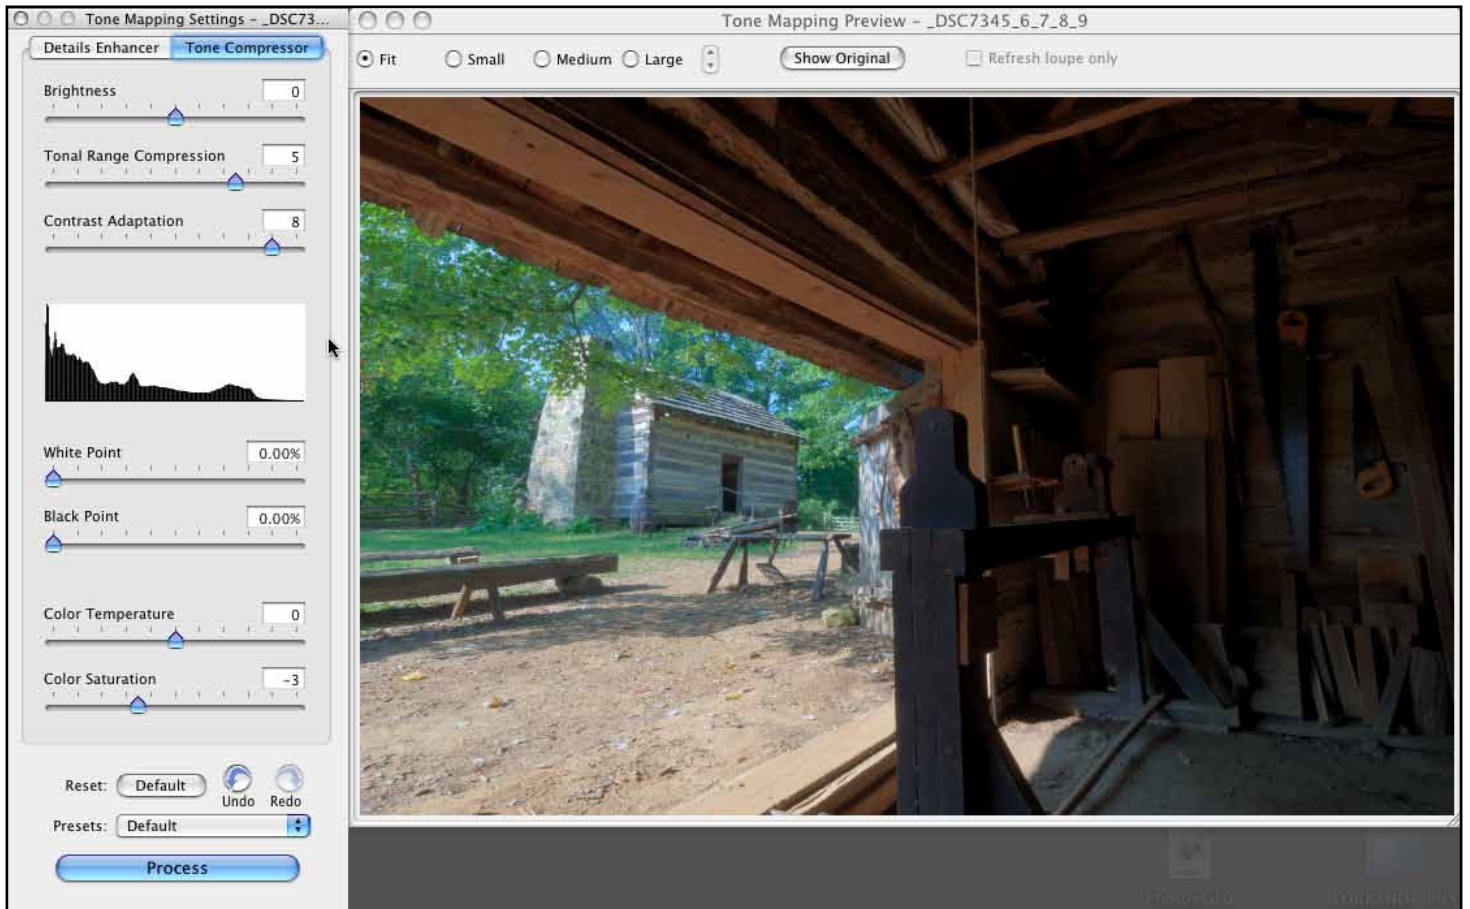 Tone Mapping Settings – _DSC73...
Details Enhancer Tone Compressor
Brightness 0
Tonal Range Compression 5
Contrast Adaptation 8
White Point 0.00%
Black Point 0.00%
Color Temperature 0
Color Saturation -3
Reset: Default
Undo Redo
Presets: Default
Process
Tone Mapping Preview – _DSC7345_6_7_8_9
Fit Small Medium Large Show Original Refresh loupe only